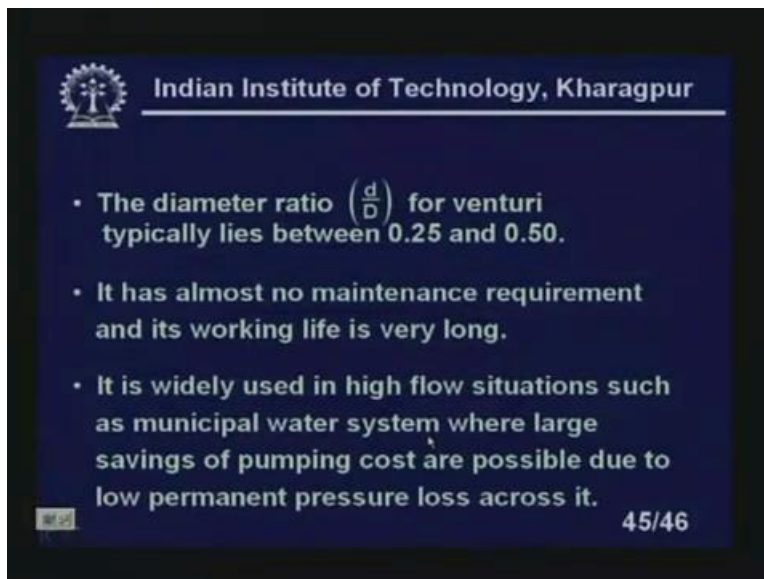 Indian Institute of Technology, Kharagpur
• The diameter ratio (d/D) for venturi
typically lies between 0.25 and 0.50.
• It has almost no maintenance requirement
and its working life is very long.
• It is widely used in high flow situations such
as municipal water system where large
savings of pumping cost are possible due to
low permanent pressure loss across it.
45/46